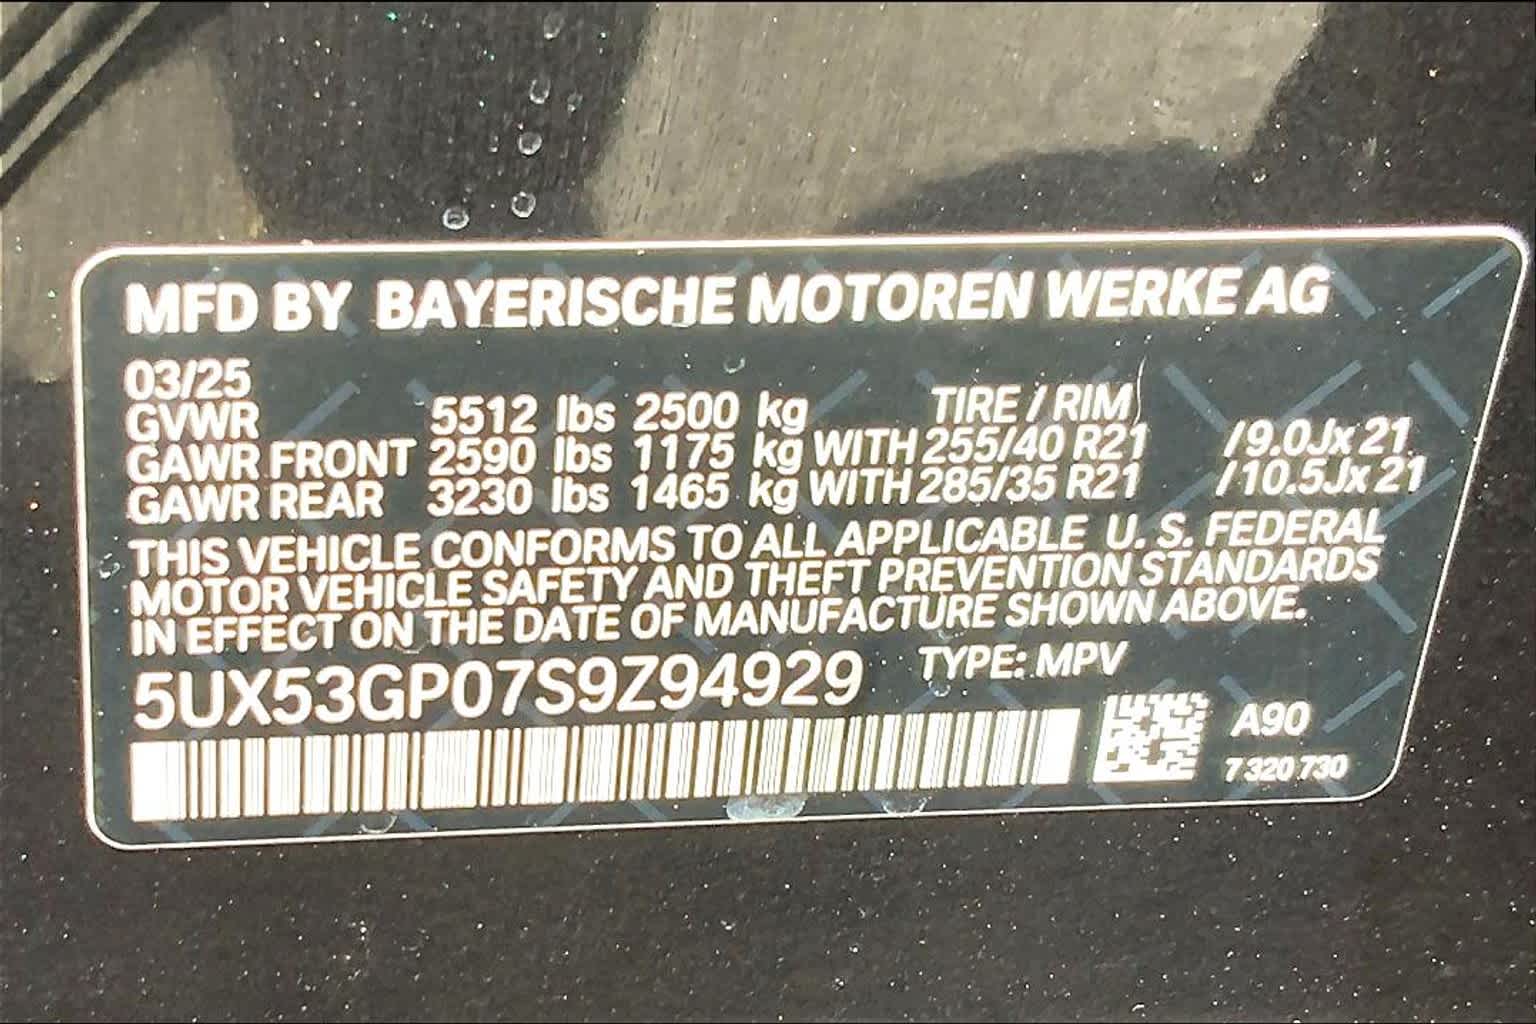 MFD BY BAYERISCHE MOTOREN WERKE AG
03/25
GVWR 5512 lbs 2500 kg TIRE / RIM
GAWR FRONT 2590 lbs 1175 kg WITH 255/40 R21 /9.0Jx 21
GAWR REAR 3230 lbs 1465 kg WITH 285/35 R21 /10.5Jx 21
THIS VEHICLE CONFORMS TO ALL APPLICABLE U. S. FEDERAL
MOTOR VEHICLE SAFETY AND THEFT PREVENTION STANDARDS
IN EFFECT ON THE DATE OF MANUFACTURE SHOWN ABOVE.
5UX53GP07S9Z94929 TYPE: MPV
A90
7 320 730